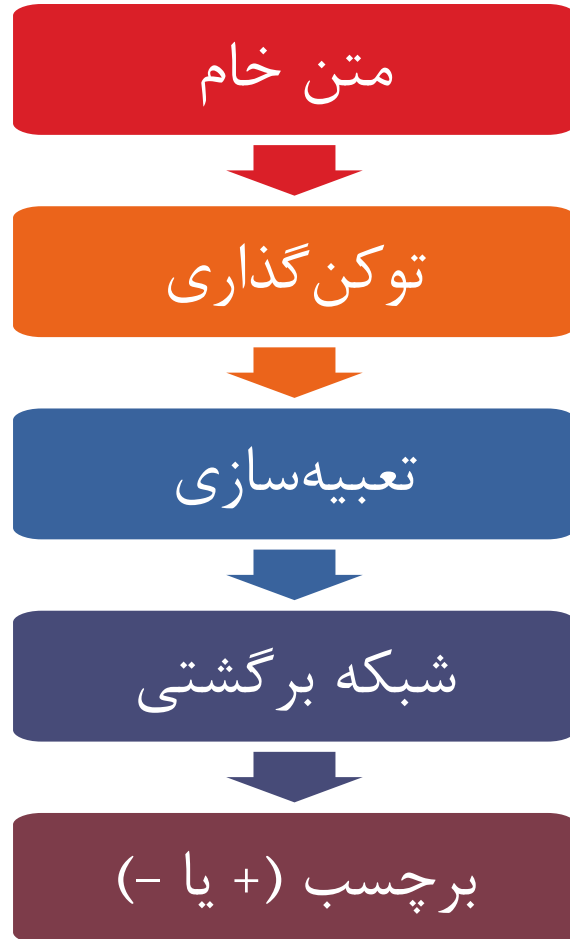 متن خام
توکن‌گذاری
تعبیه‌سازی
شبکه برگشتی
برچسب (+ یا -)